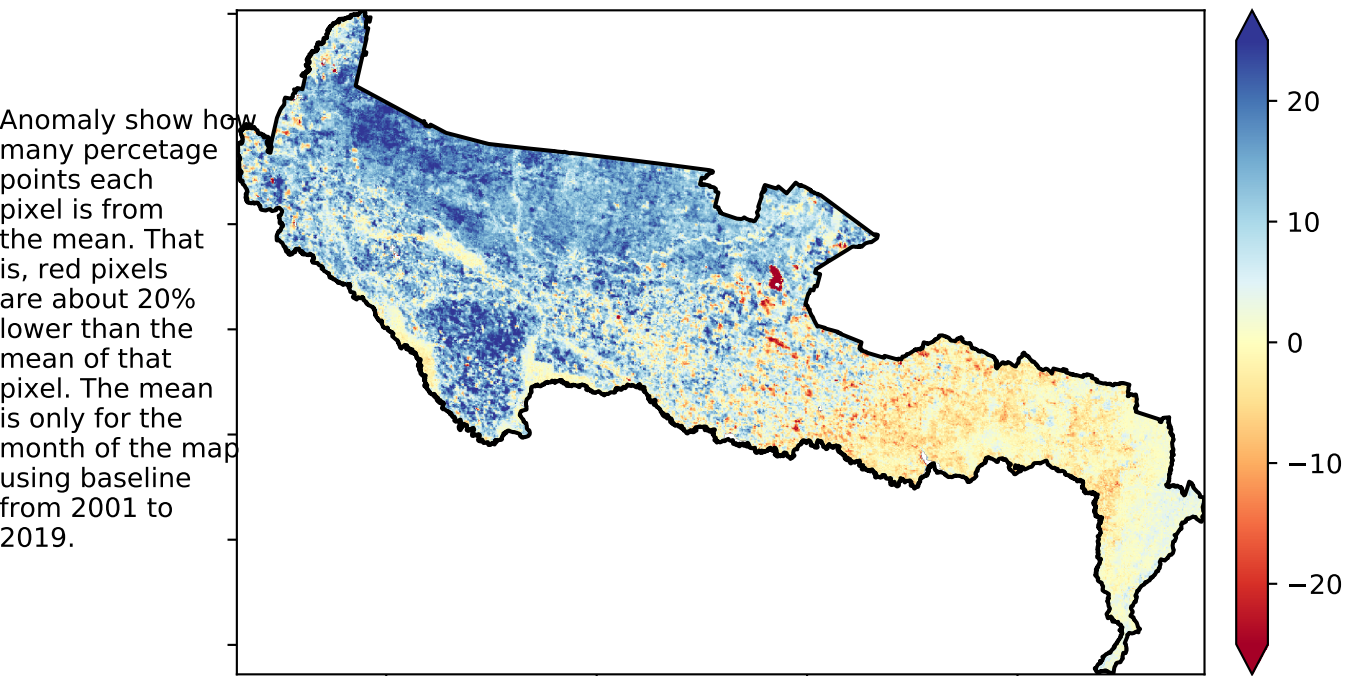 Anomaly show how
many percetage
points each
pixel is from
the mean. That
is, red pixels
are about 20%
lower than the
mean of that
pixel. The mean
is only for the
month of the map
using baseline
from 2001 to
2019.
20
10
0
−10
−20